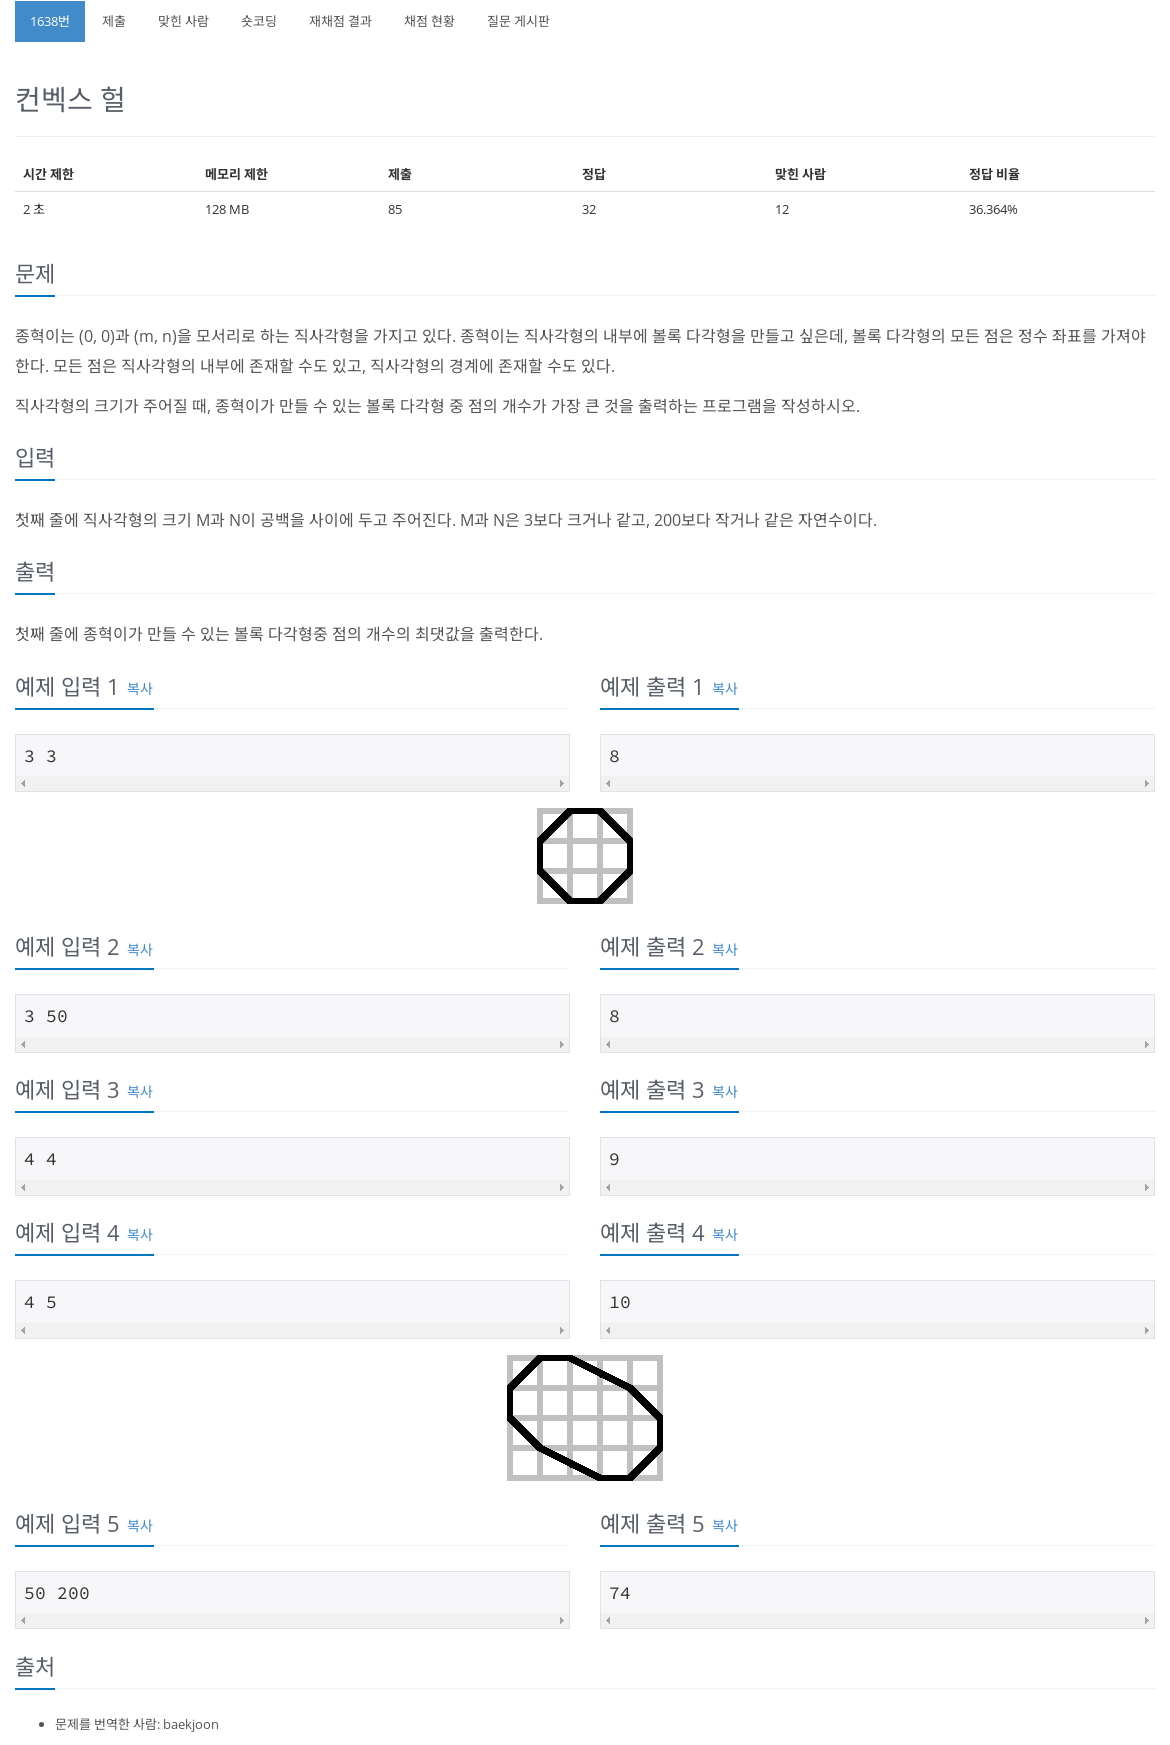 1638번 제출 맞힌 사람 숏코딩 재채점 결과 채점 현황 질문 게시판
컨벡스 헐
시간 제한 메모리 제한 제출 정답 맞힌 사람 정답 비율
2 초 128 MB 85 32 12 36.364%
문제
종혁이는 (0, 0)과 (m, n)을 모서리로 하는 직사각형을 가지고 있다. 종혁이는 직사각형의 내부에 볼록 다각형을 만들고 싶은데, 볼록 다각형의 모든 점은 정수 좌표를 가져야
한다. 모든 점은 직사각형의 내부에 존재할 수도 있고, 직사각형의 경계에 존재할 수도 있다.
직사각형의 크기가 주어질 때, 종혁이가 만들 수 있는 볼록 다각형 중 점의 개수가 가장 큰 것을 출력하는 프로그램을 작성하시오.
입력
첫째 줄에 직사각형의 크기 M과 N이 공백을 사이에 두고 주어진다. M과 N은 3보다 크거나 같고, 200보다 작거나 같은 자연수이다.
출력
첫째 줄에 종혁이가 만들 수 있는 볼록 다각형중 점의 개수의 최댓값을 출력한다.
예제 입력 1 복사
3 3
예제 출력 1 복사
8
예제 입력 2 복사
3 50
예제 출력 2 복사
8
예제 입력 3 복사
4 4
예제 출력 3 복사
9
예제 입력 4 복사
4 5
예제 출력 4 복사
10
예제 입력 5 복사
50 200
예제 출력 5 복사
74
출처
문제를 번역한 사람: baekjoon